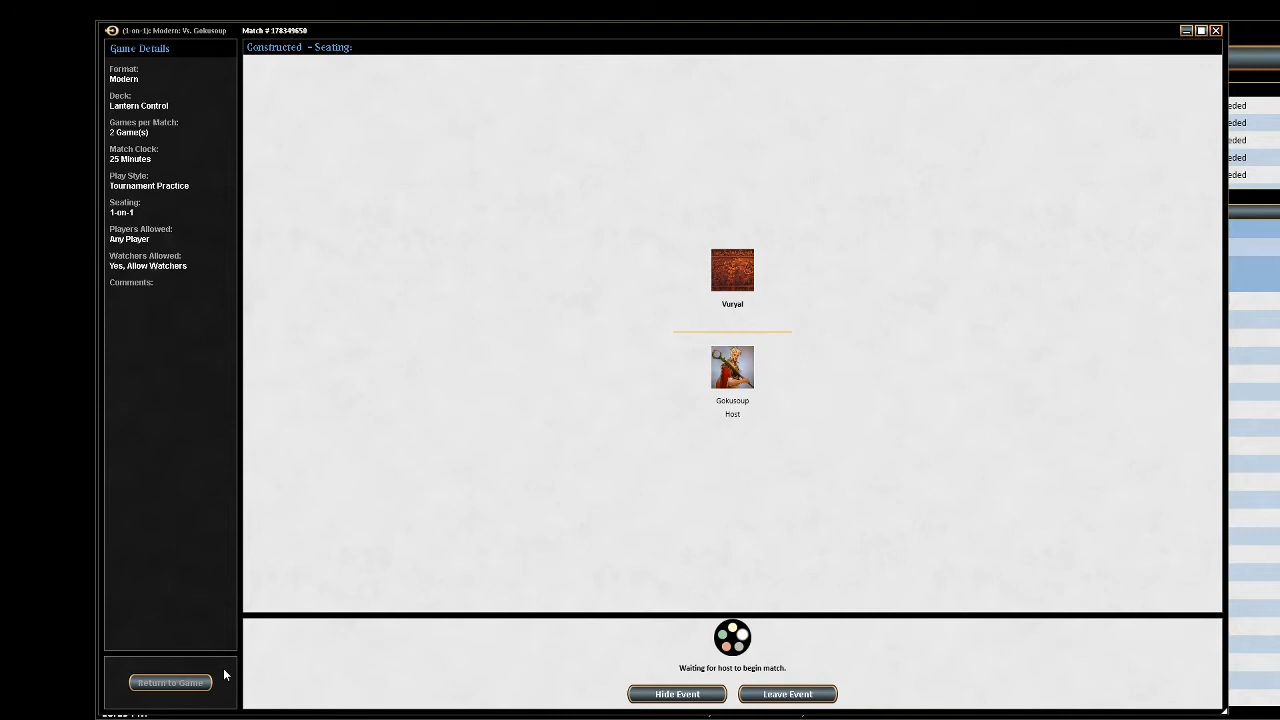 (1-on-1): Modern: Vs. Gokusoup Match # 178349650
Game Details
Constructed - Seating:
Format:
Modern
Deck:
Lantern Control
Games per Match:
2 Game(s)
Match Clock:
25 Minutes
Play Style:
Tournament Practice
Seating:
1-on-1
Players Allowed:
Any Player
Watchers Allowed:
Yes, Allow Watchers
Comments:
Vuryal
Gokusoup
Host
Waiting for host to begin match.
Return to Game
Hide Event
Leave Event
eded
eded
eded
eded
eded